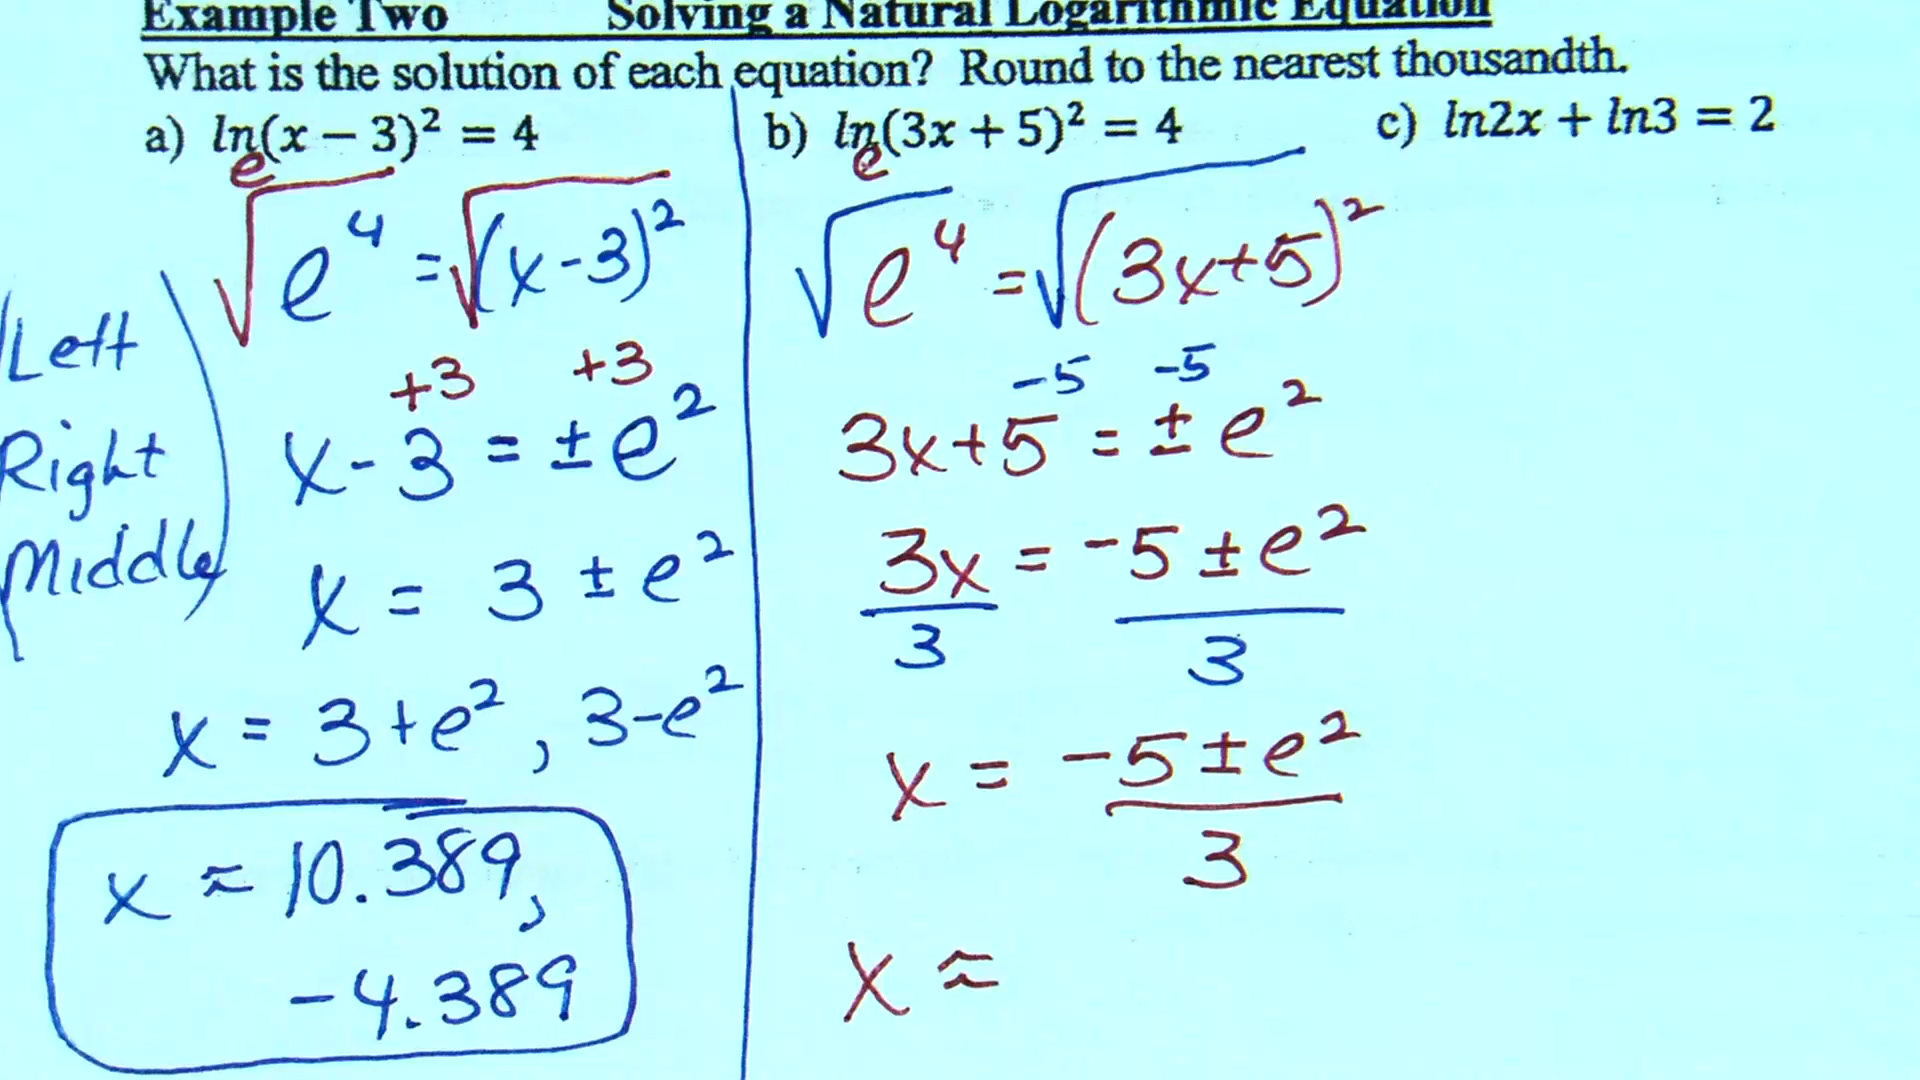 Example Two Solving a Natural Logarithmic Equation
What is the solution of each equation? Round to the nearest thousandth.
a) ln(x − 3)² = 4
e
√e⁴ = √(x-3)²
+3 +3
x-3 = ±e²
x = 3 ±e²
x = 3+e², 3-e²
x ≈ 10.389,
-4.389
Left
Right
Middle
b) ln(3x + 5)² = 4
e
√e⁴ = √(3x+5)²
-5 -5
3x+5 = ±e²
3x = -5 ±e²
3 3
x = -5±e²
3
x ≈
c) ln2x + ln3 = 2